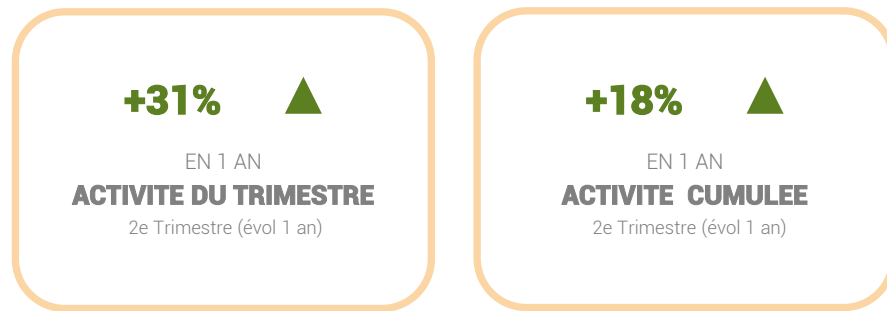 +31%
EN 1 AN
ACTIVITE DU TRIMESTRE
2e Trimestre (évol 1 an)
+18%
EN 1 AN
ACTIVITE CUMULEE
2e Trimestre (évol 1 an)